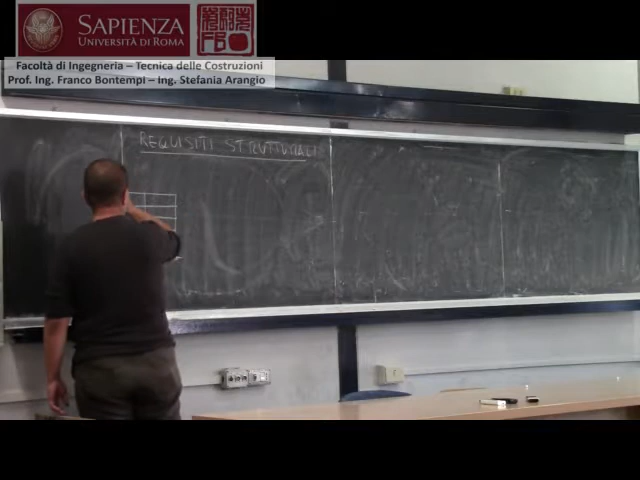 SAPIENZA
UNIVERSITÀ DI ROMA
Facoltà di Ingegneria – Tecnica delle Costruzioni
Prof. Ing. Franco Bontempi – Ing. Stefania Arangio
REQUISITI STRUTTURALI